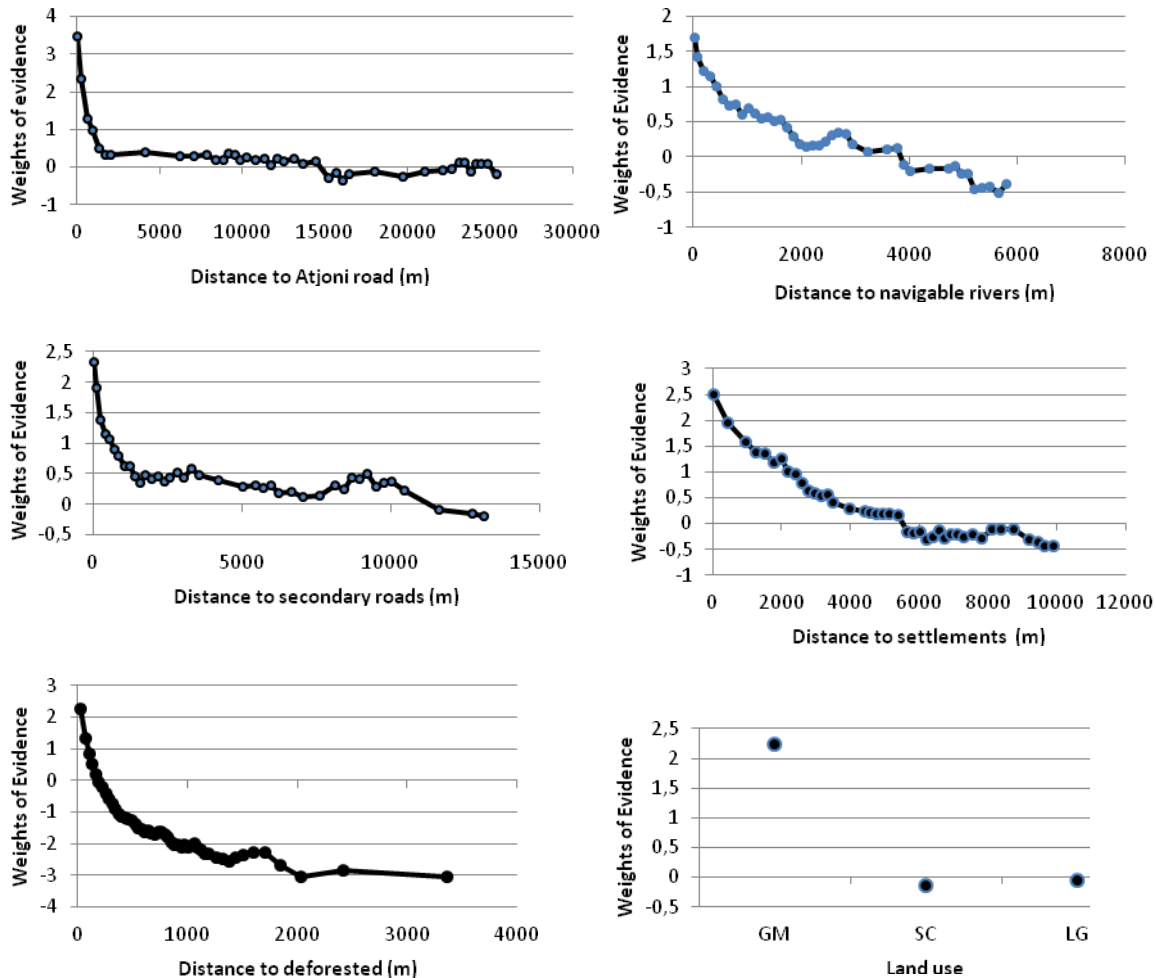 Weights of evidence
4
3
2
1
0
-1
0 5000 10000 15000 20000 25000 30000
Distance to Atjoni road (m)
Weights of Evidence
2
1,5
1
0,5
0
-0,5
-1
0 2000 4000 6000 8000
Distance to navigable rivers (m)
Weights of Evidence
2,5
2
1,5
1
0,5
0
-0,5
0 5000 10000 15000
Distance to secondary roads (m)
Weights of Evidence
3
2,5
2
1,5
1
0,5
0
-0,5
-1
0 2000 4000 6000 8000 10000 12000
Distance to settlements (m)
Weights of Evidence
3
2
1
0
-1
-2
-3
-4
0 1000 2000 3000 4000
Distance to deforested (m)
Weights of Evidence
2,5
2
1,5
1
0,5
0
-0,5
GM SC LG
Land use